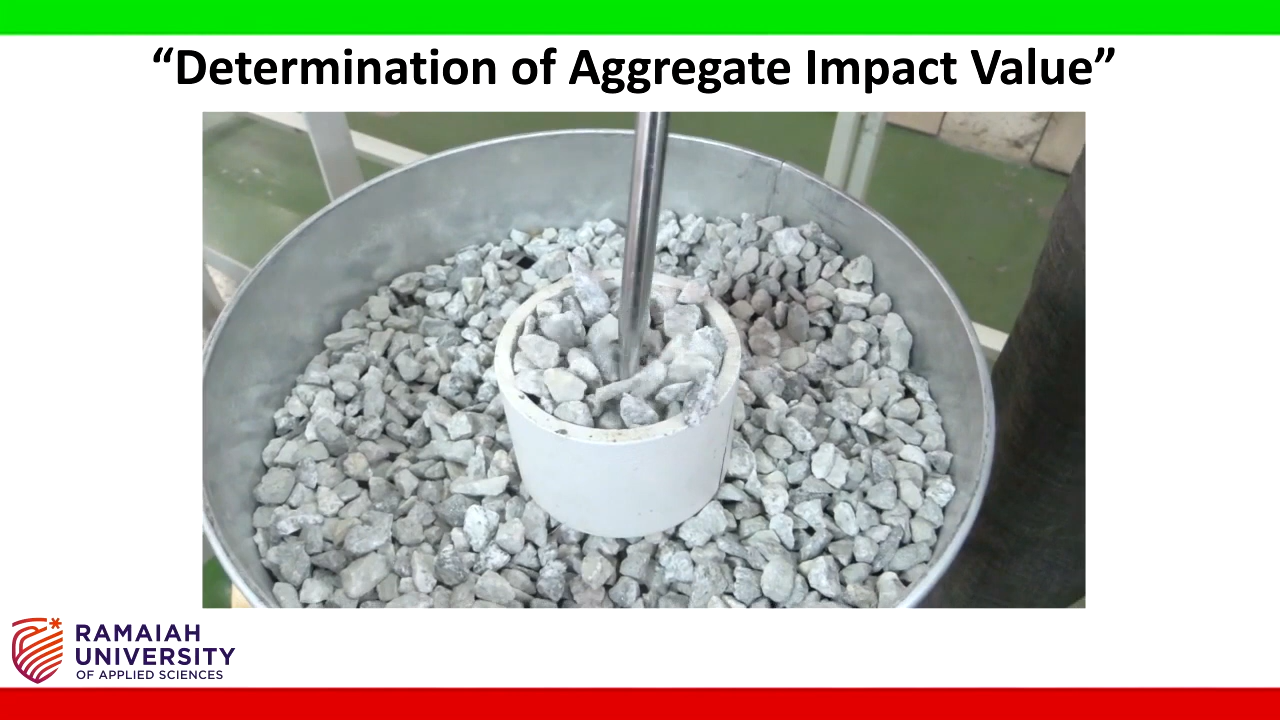 “Determination of Aggregate Impact Value”
RAMAIAH
UNIVERSITY
OF APPLIED SCIENCES